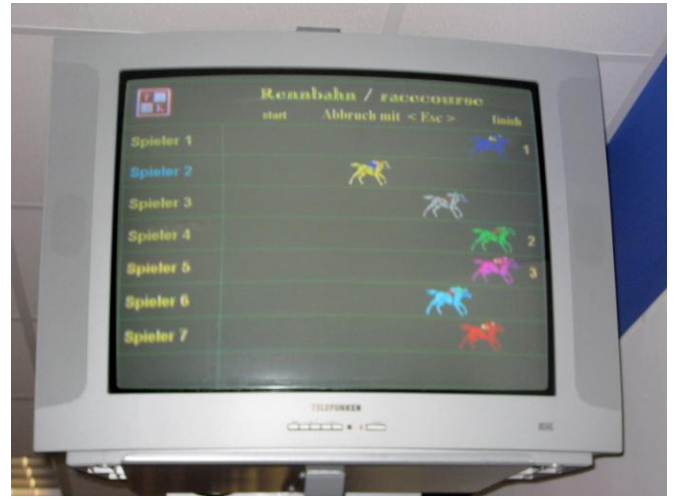 F
K
Rennbahn / racecourse
start Abbruch mit < Esc > finish
Spieler 1 1
Spieler 2
Spieler 3
Spieler 4 2
Spieler 5 3
Spieler 6
Spieler 7
TELEFUNKEN